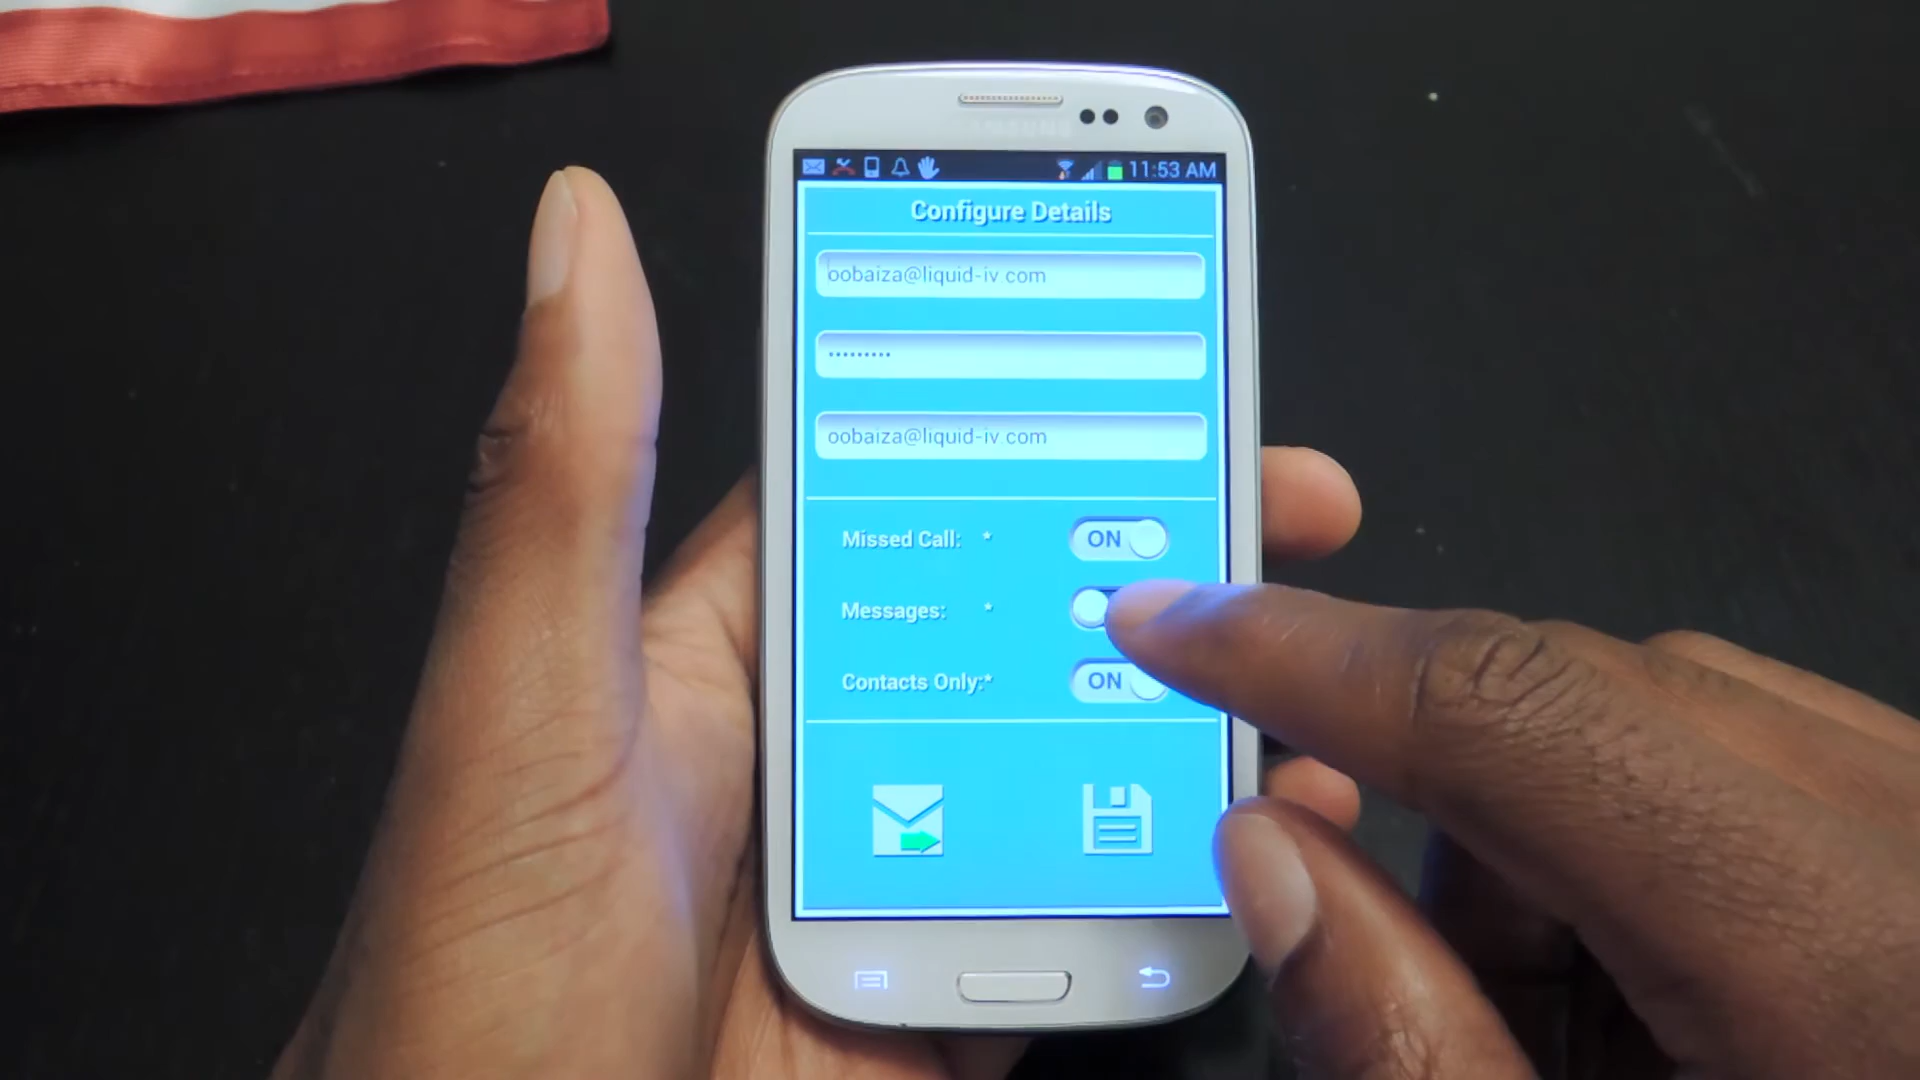 SAMSUNG
11:53 AM
Configure Details
oobaiza@liquid-iv.com
•••••••••
oobaiza@liquid-iv.com
Missed Call: * ON
Messages: *
Contacts Only:* ON